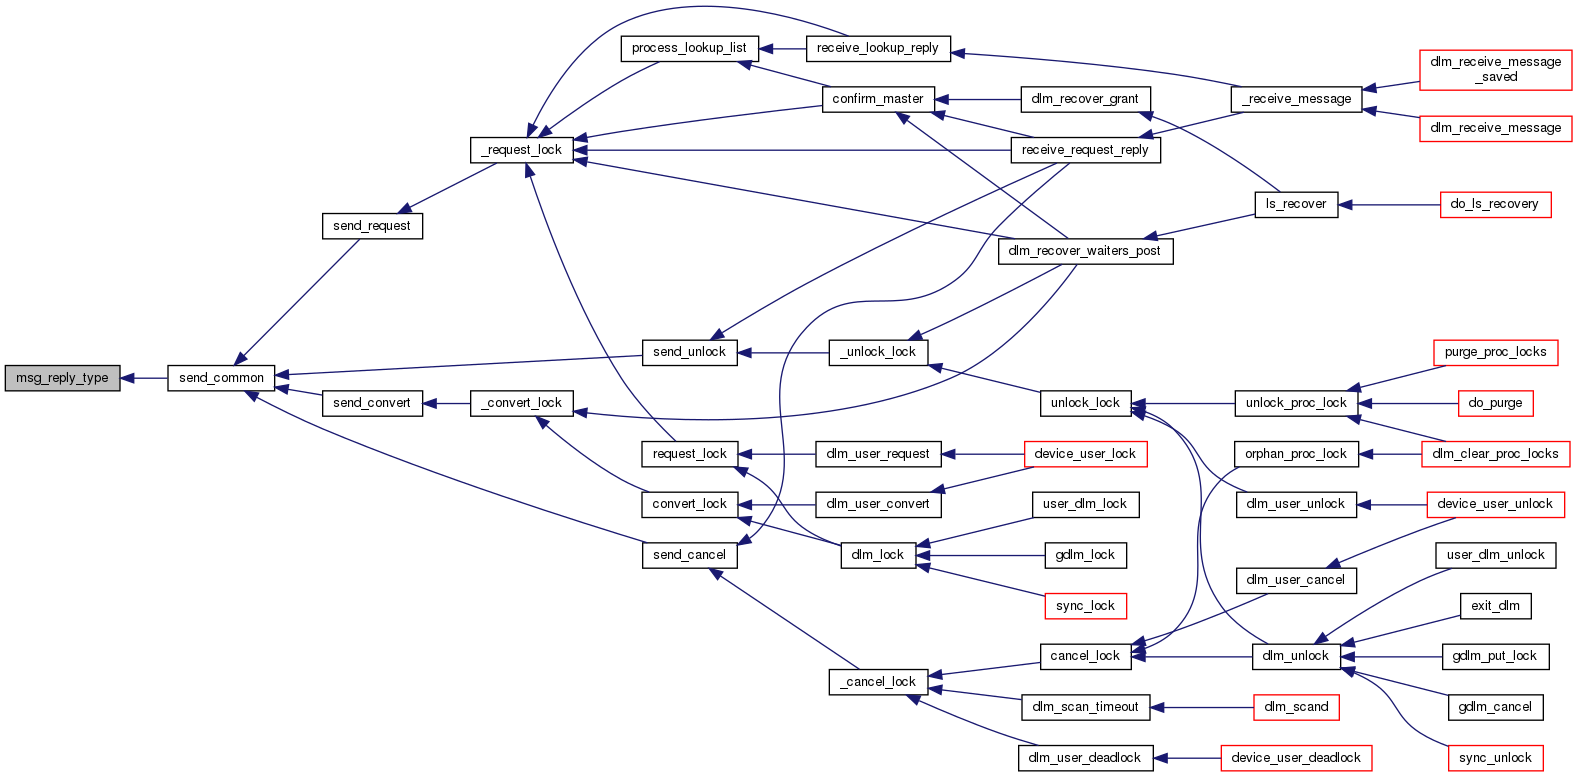 process_lookup_list
receive_lookup_reply
dlm_receive_message
_saved
confirm_master
dlm_recover_grant
_receive_message
dlm_receive_message
_request_lock
receive_request_reply
ls_recover
do_ls_recovery
send_request
dlm_recover_waiters_post
send_unlock
_unlock_lock
purge_proc_locks
msg_reply_type
send_common
send_convert
_convert_lock
unlock_lock
unlock_proc_lock
do_purge
request_lock
dlm_user_request
device_user_lock
orphan_proc_lock
dlm_clear_proc_locks
convert_lock
dlm_user_convert
user_dlm_lock
dlm_user_unlock
device_user_unlock
send_cancel
dlm_lock
gdlm_lock
dlm_user_cancel
user_dlm_unlock
sync_lock
exit_dlm
cancel_lock
dlm_unlock
gdlm_put_lock
_cancel_lock
dlm_scan_timeout
dlm_scand
gdlm_cancel
dlm_user_deadlock
device_user_deadlock
sync_unlock